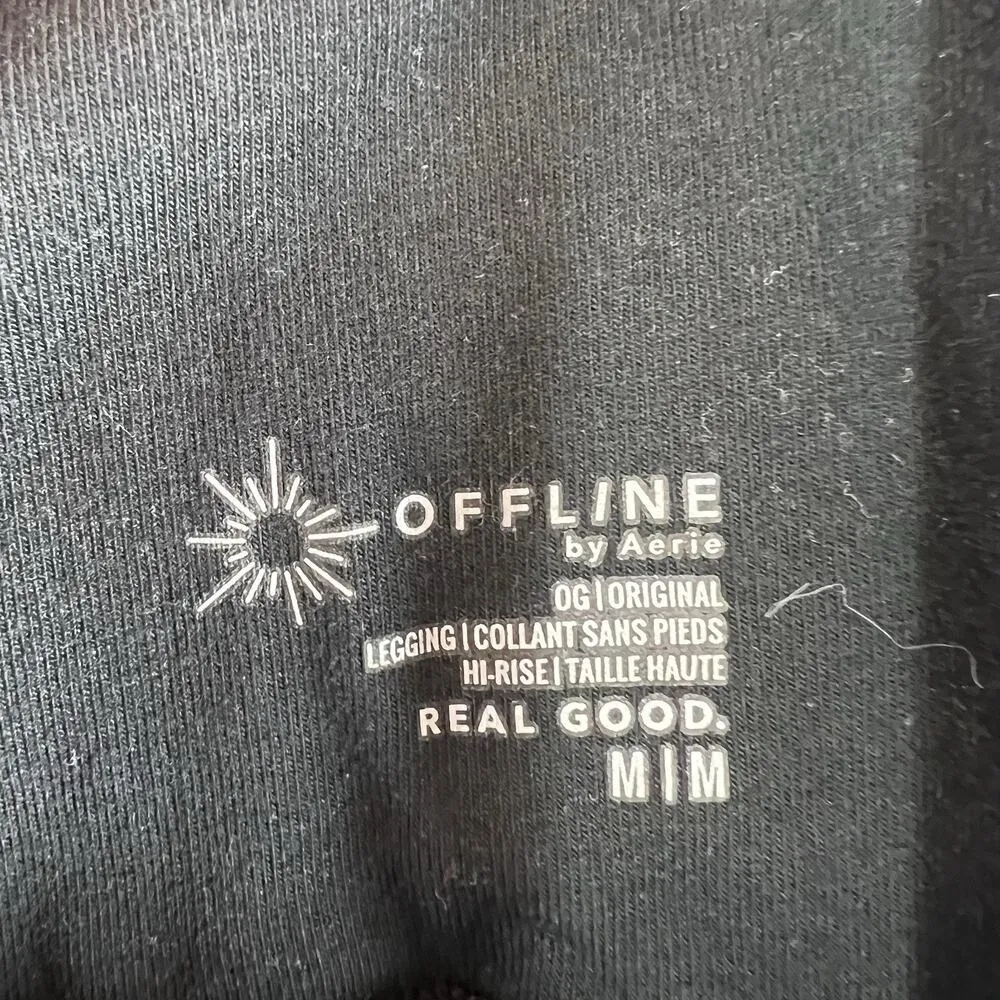 OFFLINE
by Aerie
OG | ORIGINAL
LEGGING | COLLANT SANS PIEDS
HI-RISE | TAILLE HAUTE
REAL GOOD.
M | M